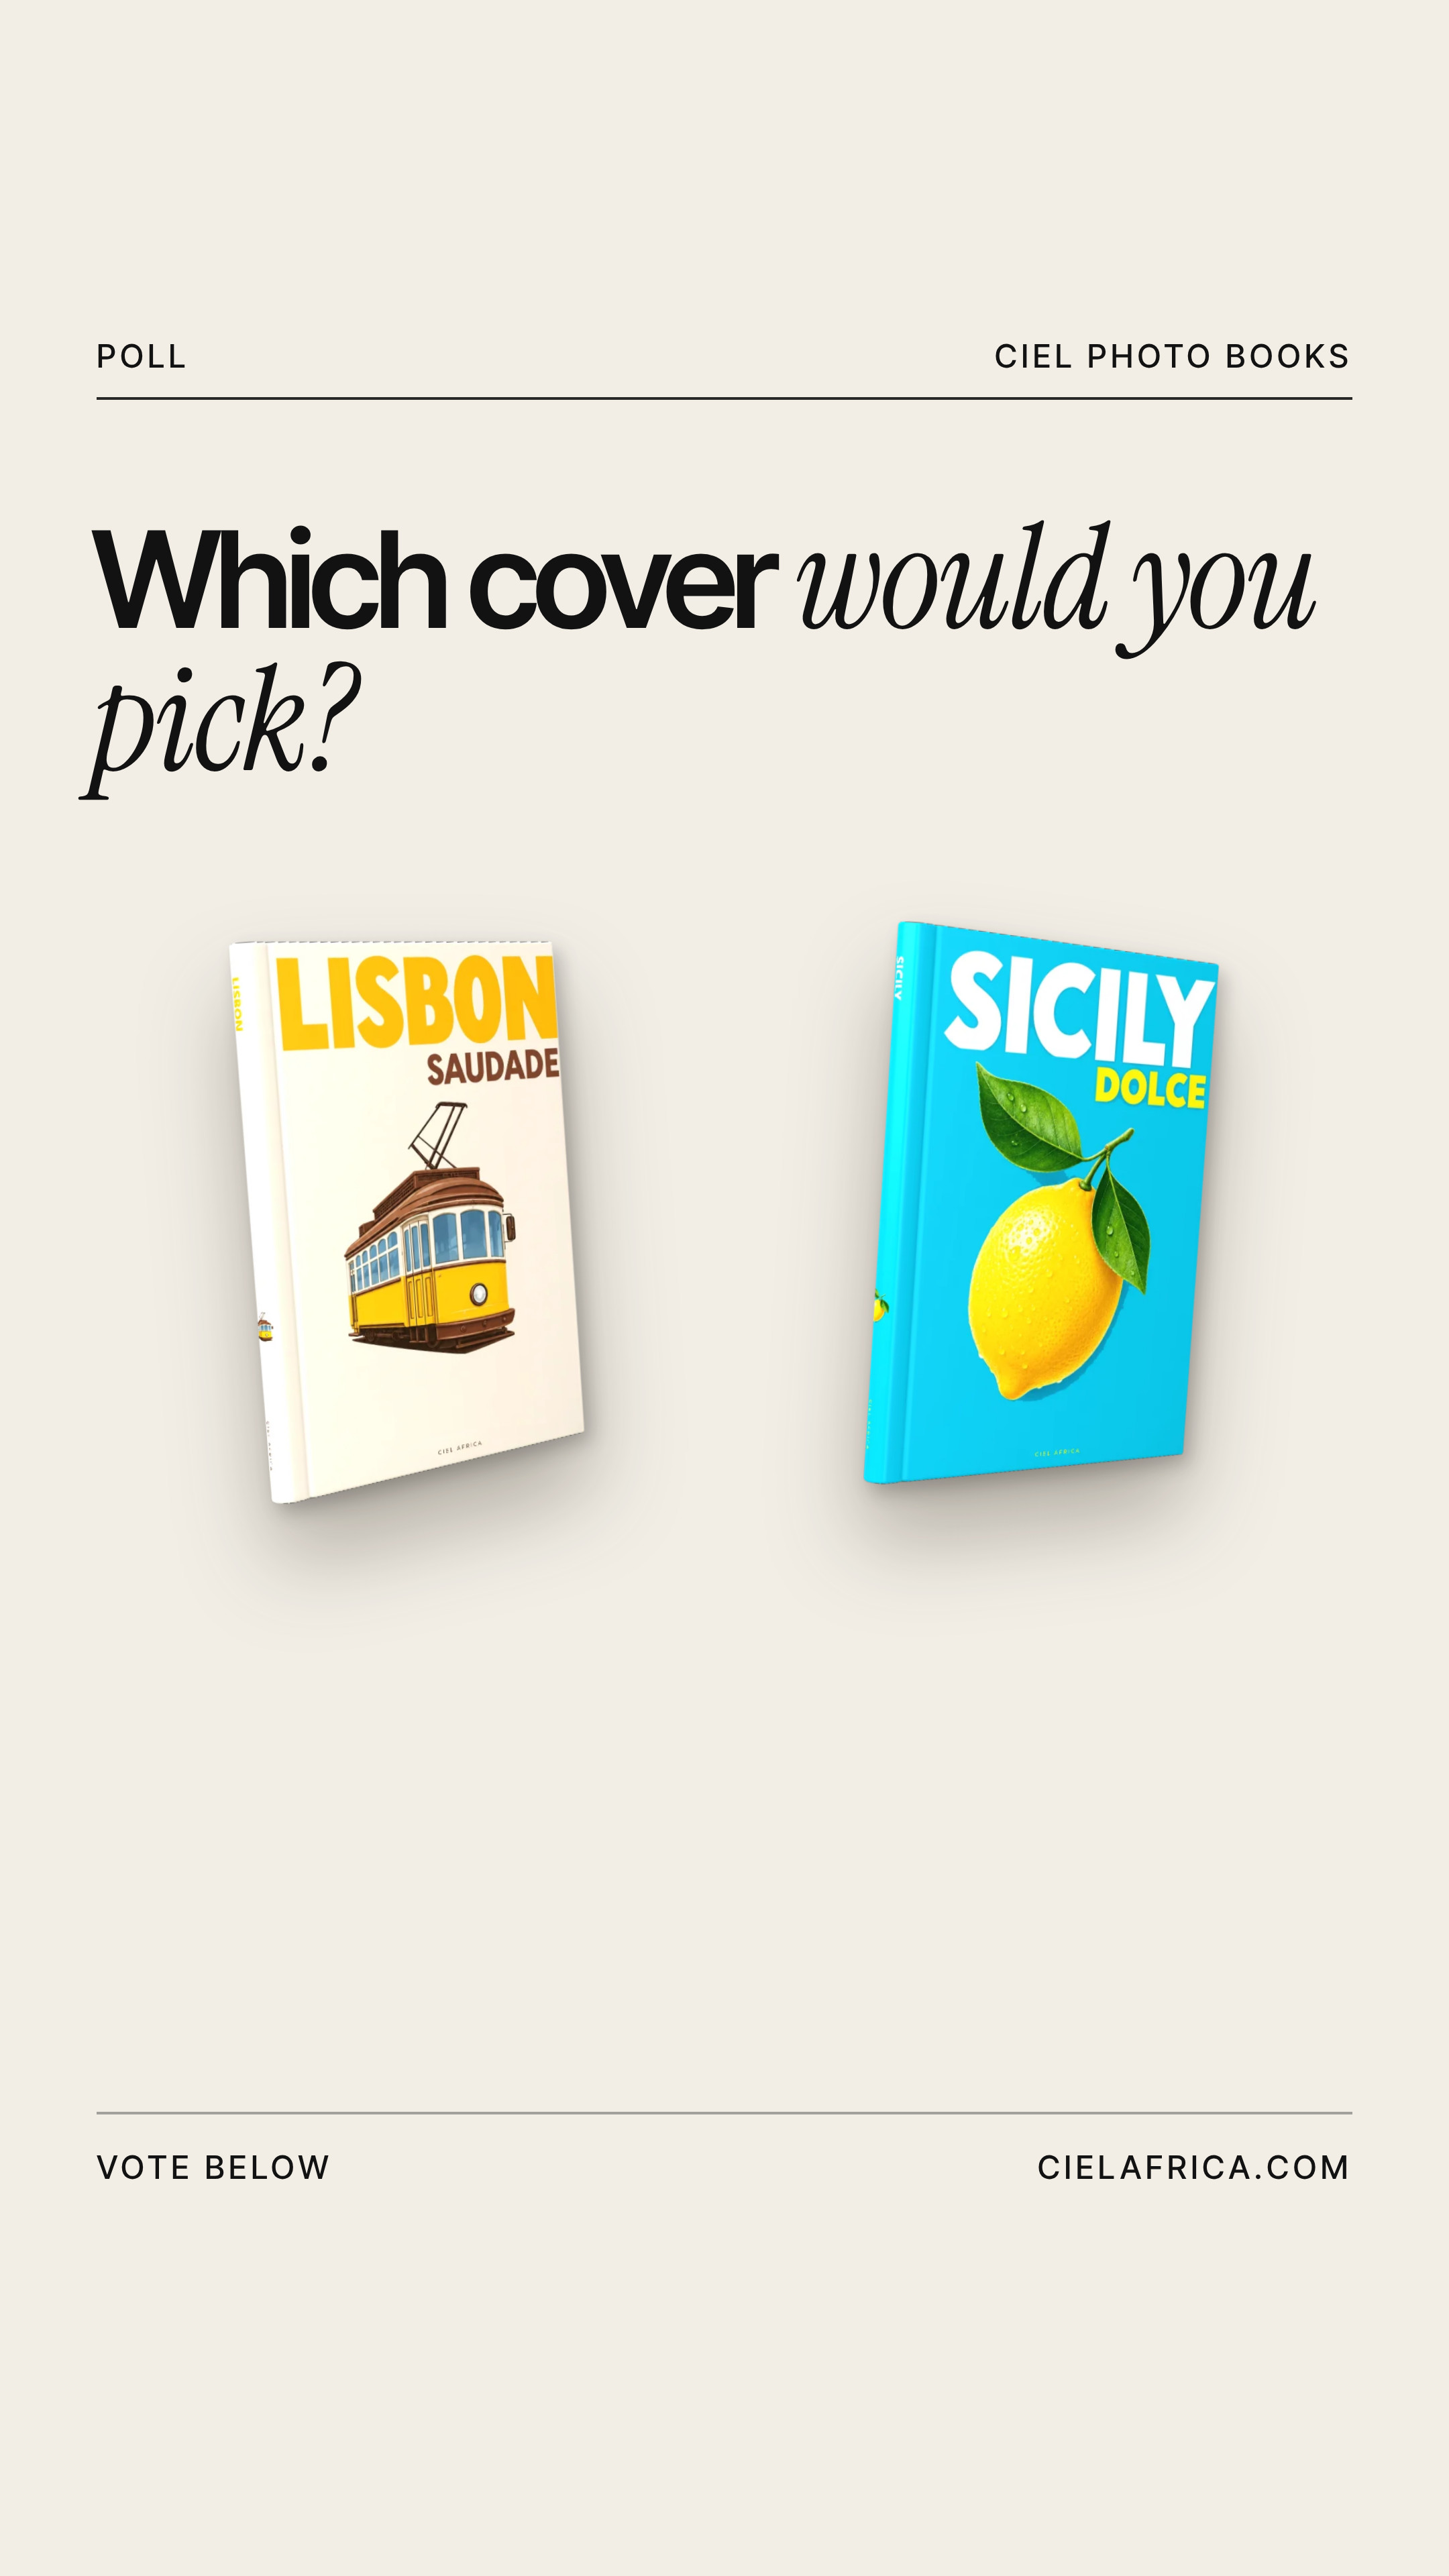 POLL
CIEL PHOTO BOOKS
Which cover would you
pick?
LISBON
LISBON
SAUDADE
CIEL AFRICA
SICILY
SICILY
DOLCE
CIEL AFRICA
VOTE BELOW
CIELAFRICA.COM